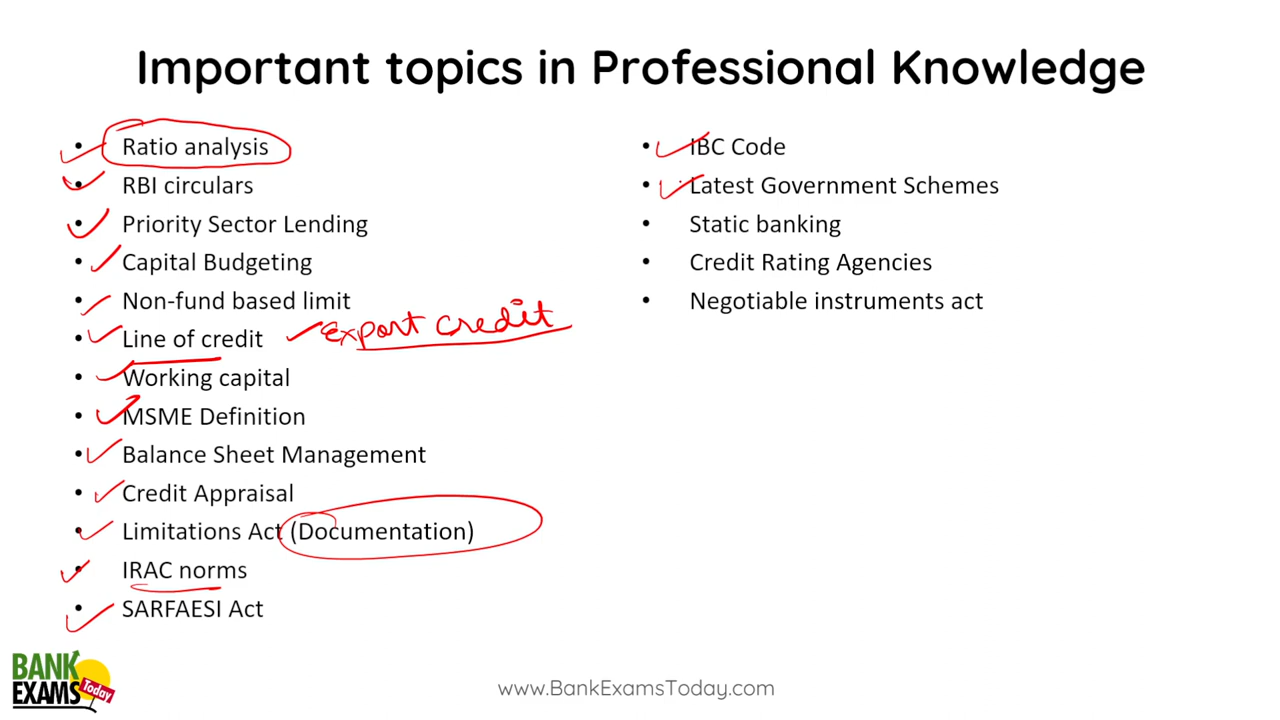 Important topics in Professional Knowledge
• Ratio analysis
• RBI circulars
• Priority Sector Lending
• Capital Budgeting
• Non-fund based limit
• Line of credit Export credit
• Working capital
• MSME Definition
• Balance Sheet Management
• Credit Appraisal
• Limitations Act (Documentation)
• IRAC norms
• SARFAESI Act
• IBC Code
• Latest Government Schemes
• Static banking
• Credit Rating Agencies
• Negotiable instruments act
BANK
EXAMS Today
www.BankExamsToday.com